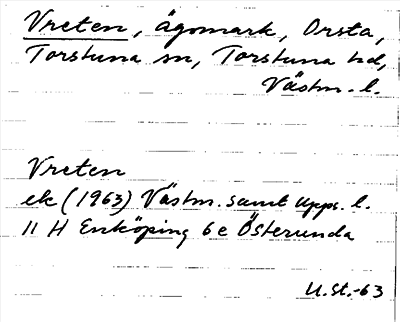 Vreten, ägomark, Orsta,
Torstuna sn, Torstuna hd,
Västm. l.
Vreten
ek (1963) Västm. samt Upps. l.
11 H Enköping 6 e Österunda
U.St.-63